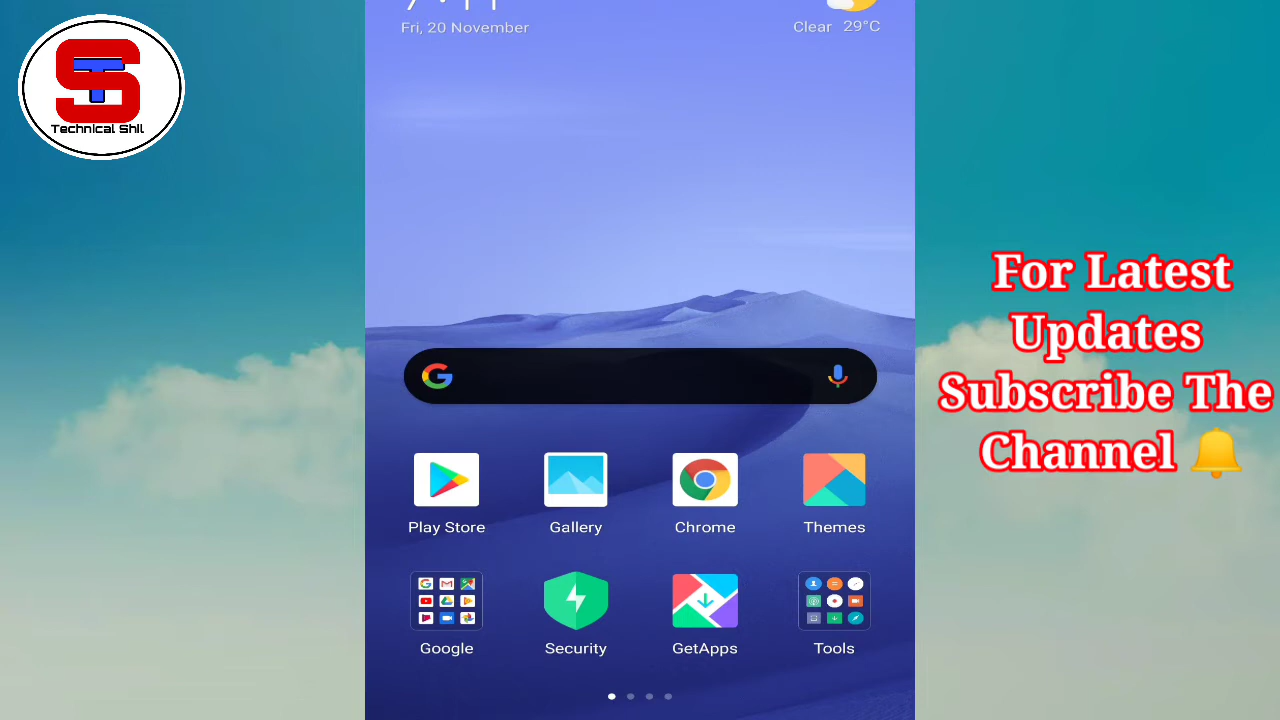 Fri, 20 November
Clear 29°C
ST
Technical Shil
For Latest
Updates
Subscribe The
Channel 🔔
Play Store
Gallery
Chrome
Themes
Google
Security
GetApps
Tools